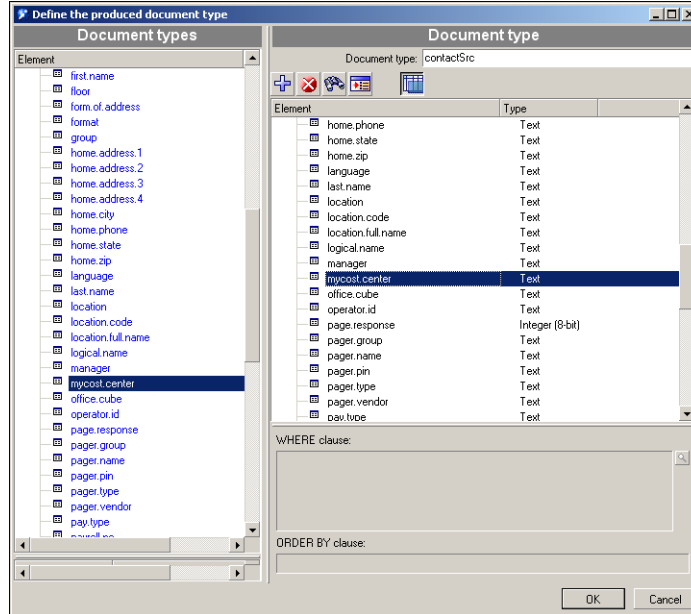 Define the produced document type
Document types
Element
first.name
floor
form.of.address
format
group
home.address.1
home.address.2
home.address.3
home.address.4
home.city
home.phone
home.state
home.zip
language
last.name
location
location.code
location.full.name
logical.name
manager
mycost.center
office.cube
operator.id
page.response
pager.group
pager.name
pager.pin
pager.type
pager.vendor
pay.type
payroll.no
Document type
Document type: contactSrc
Element Type
home.phone Text
home.state Text
home.zip Text
language Text
last.name Text
location Text
location.code Text
location.full.name Text
logical.name Text
manager Text
mycost.center Text
office.cube Text
operator.id Text
page.response Integer (8-bit)
pager.group Text
pager.name Text
pager.pin Text
pager.type Text
pager.vendor Text
pay.type Text
WHERE clause:
ORDER BY clause:
OK Cancel